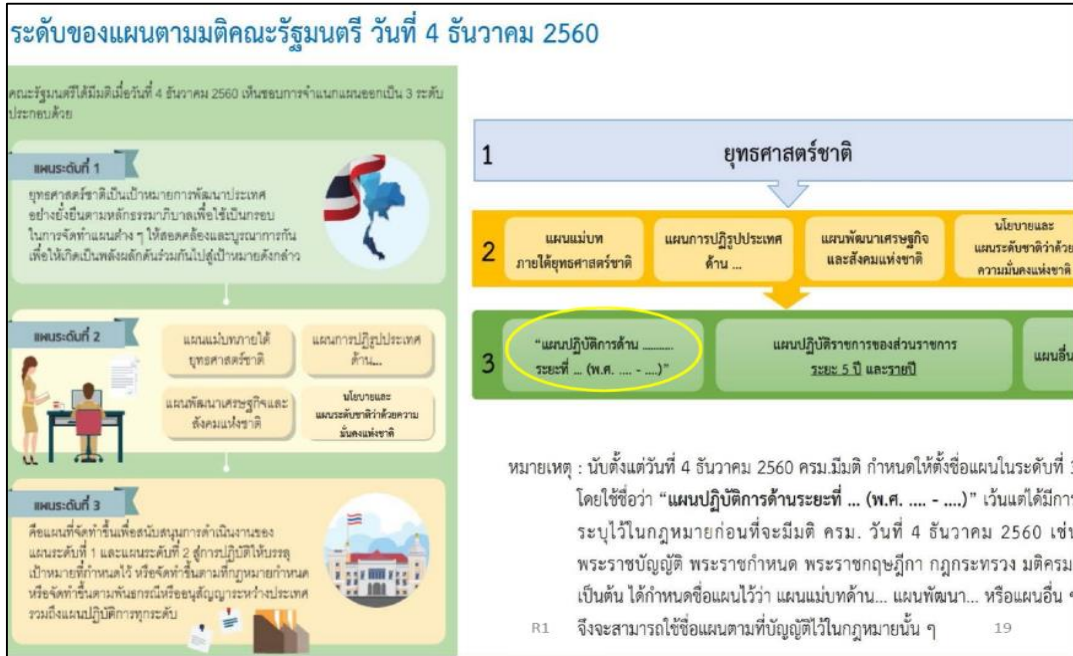 ระดับของแผนตามมติคณะรัฐมนตรี วันที่ 4 ธันวาคม 2560
คณะรัฐมนตรีได้มีมติเมื่อวันที่ 4 ธันวาคม 2560 เห็นชอบการจำแนกแผนออกเป็น 3 ระดับ
ประกอบด้วย
แผนระดับที่ 1
ยุทธศาสตร์ชาติเป็นเป้าหมายการพัฒนาประเทศ
อย่างยั่งยืนตามหลักธรรมาภิบาลเพื่อใช้เป็นกรอบ
ในการจัดทำแผนต่าง ๆ ให้สอดคล้องและบูรณาการกัน
เพื่อให้เกิดเป็นพลังผลักดันร่วมกันไปสู่เป้าหมายดังกล่าว
แผนระดับที่ 2
แผนแม่บทภายใต้
ยุทธศาสตร์ชาติ
แผนการปฏิรูปประเทศ
ด้าน...
แผนพัฒนาเศรษฐกิจและ
สังคมแห่งชาติ
นโยบายและ
แผนระดับชาติว่าด้วยความ
มั่นคงแห่งชาติ
แผนระดับที่ 3
คือแผนที่จัดทำขึ้นเพื่อสนับสนุนการดำเนินงานของ
แผนระดับที่ 1 และแผนระดับที่ 2 สู่การปฏิบัติให้บรรลุ
เป้าหมายที่กำหนดไว้ หรือจัดทำขึ้นตามที่กฎหมายกำหนด
หรือจัดทำขึ้นตามพันธกรณีหรืออนุสัญญาระหว่างประเทศ
รวมถึงแผนปฏิบัติการทุกระดับ
1
ยุทธศาสตร์ชาติ
2
แผนแม่บท
ภายใต้ยุทธศาสตร์ชาติ
แผนการปฏิรูปประเทศ
ด้าน ...
แผนพัฒนาเศรษฐกิจ
และสังคมแห่งชาติ
นโยบายและ
แผนระดับชาติว่าด้วย
ความมั่นคงแห่งชาติ
3
“แผนปฏิบัติการด้าน ..........
ระยะที่ ... (พ.ศ. .... - ....)”
แผนปฏิบัติราชการของส่วนราชการ
ระยะ 5 ปี และรายปี
แผนอื่น
หมายเหตุ : นับตั้งแต่วันที่ 4 ธันวาคม 2560 ครม.มีมติ กำหนดให้ตั้งชื่อแผนในระดับที่ 3
โดยใช้ชื่อว่า “แผนปฏิบัติการด้านระยะที่ ... (พ.ศ. .... - ....)” เว้นแต่ได้มีการ
ระบุไว้ในกฎหมายก่อนที่จะมีมติ ครม. วันที่ 4 ธันวาคม 2560 เช่น
พระราชบัญญัติ พระราชกำหนด พระราชกฤษฎีกา กฎกระทรวง มติครม.
เป็นต้น ได้กำหนดชื่อแผนไว้ว่า แผนแม่บทด้าน... แผนพัฒนา... หรือแผนอื่น ๆ
จึงจะสามารถใช้ชื่อแผนตามที่บัญญัติไว้ในกฎหมายนั้น ๆ
R1
19